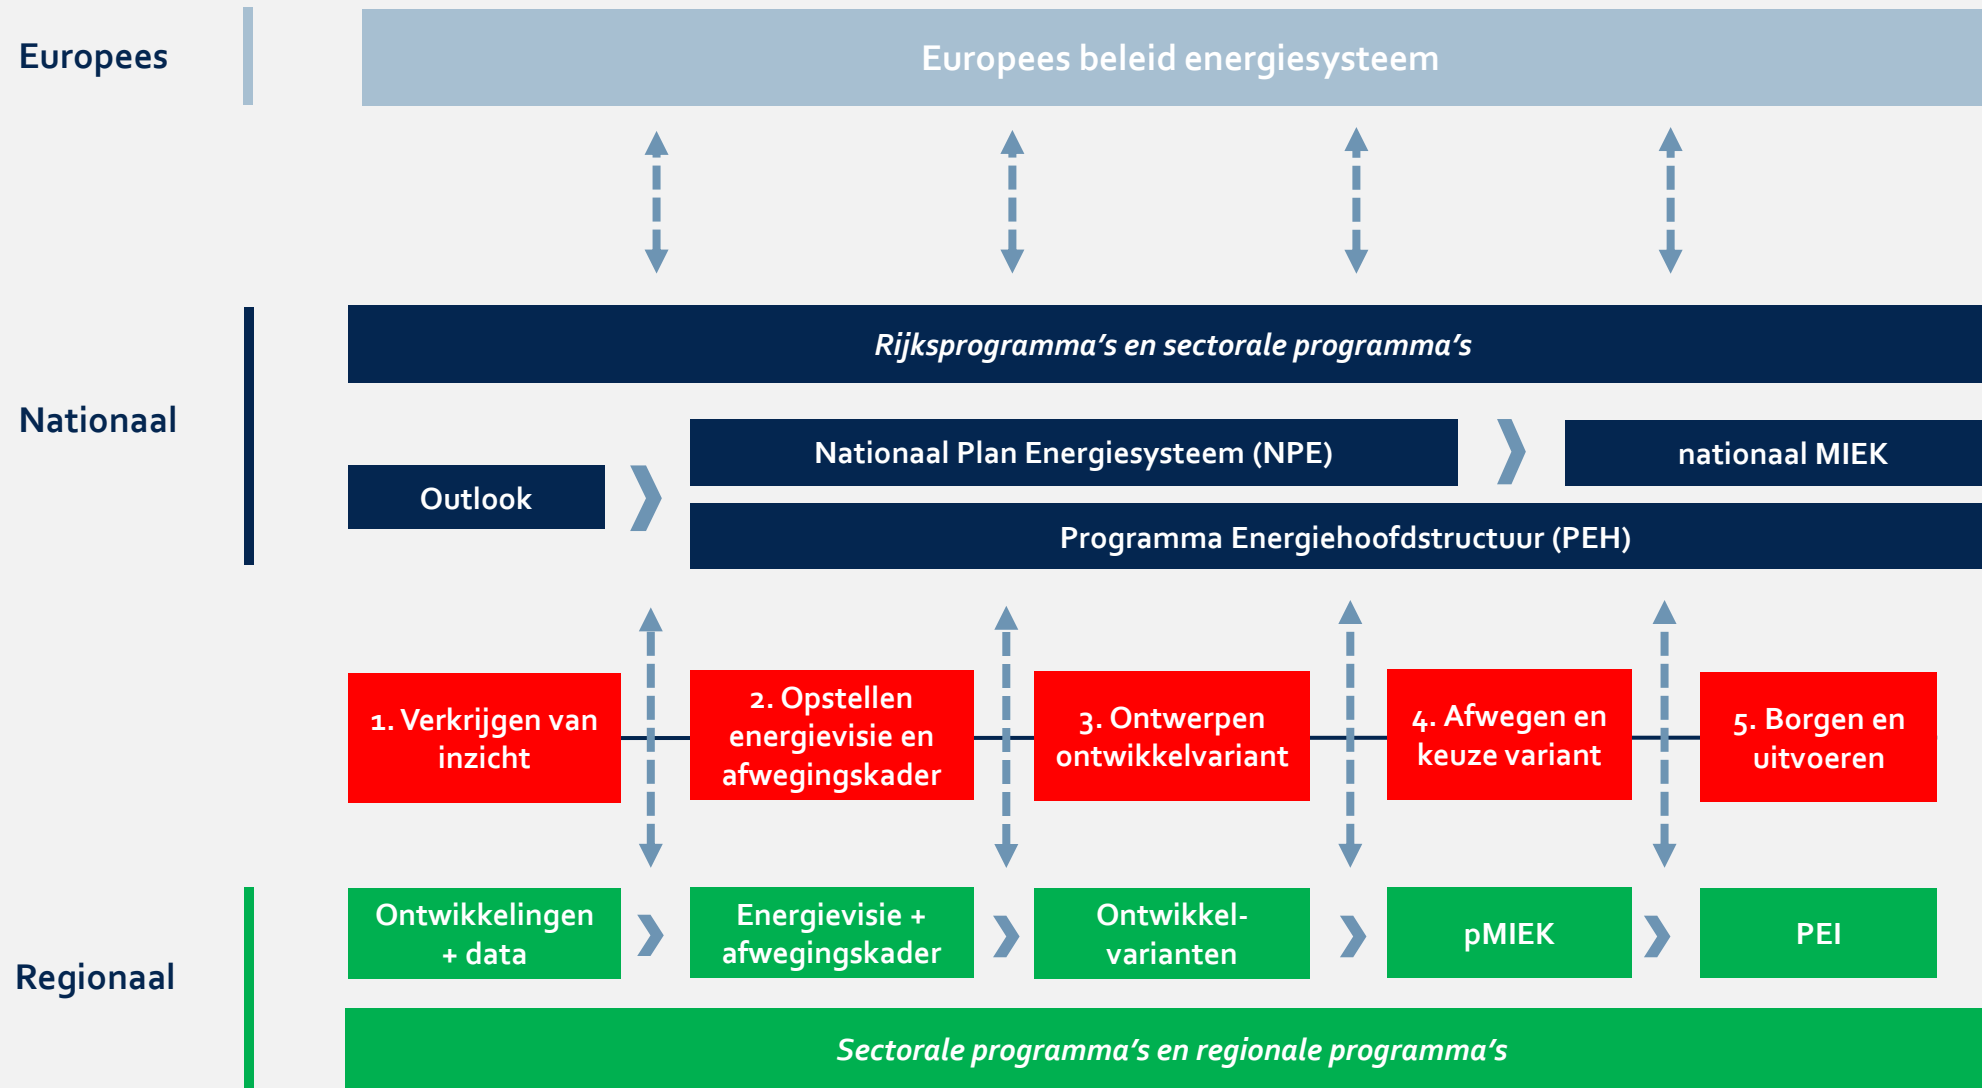 Europees
Europees beleid energiesysteem
Rijksprogramma's en sectorale programma's
Nationaal
Nationaal Plan Energiesysteem (NPE)
nationaal MIEK
Outlook
Programma Energiehoofdstructuur (PEH)
1. Verkrijgen van
inzicht
2. Opstellen
energievisie en
afwegingskader
3. Ontwerpen
ontwikkelvariant
4. Afwegen en
keuze variant
5. Borgen en
uitvoeren
Regionaal
Ontwikkelingen
+ data
Energievisie +
afwegingskader
Ontwikkel-
varianten
pMIEK
PEI
Sectorale programma's en regionale programma's